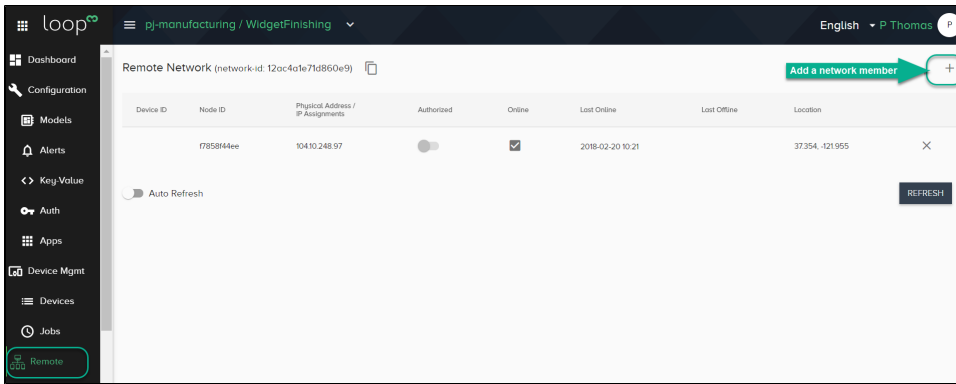 loop∞
pj-manufacturing / WidgetFinishing
English P Thomas P
Dashboard
Configuration
Models
Alerts
Key-Value
Auth
Apps
Device Mgmt
Devices
Jobs
Remote
Remote Network (network-id: 12ac4a1e71d860e9)
Add a network member
Device ID Node ID Physical Address / Authorized Online Last Online Last Offline Location
IP Assignments
f7858f44ee 104.10.248.97 2018-02-20 10:21 37.354, -121.955
Auto Refresh REFRESH